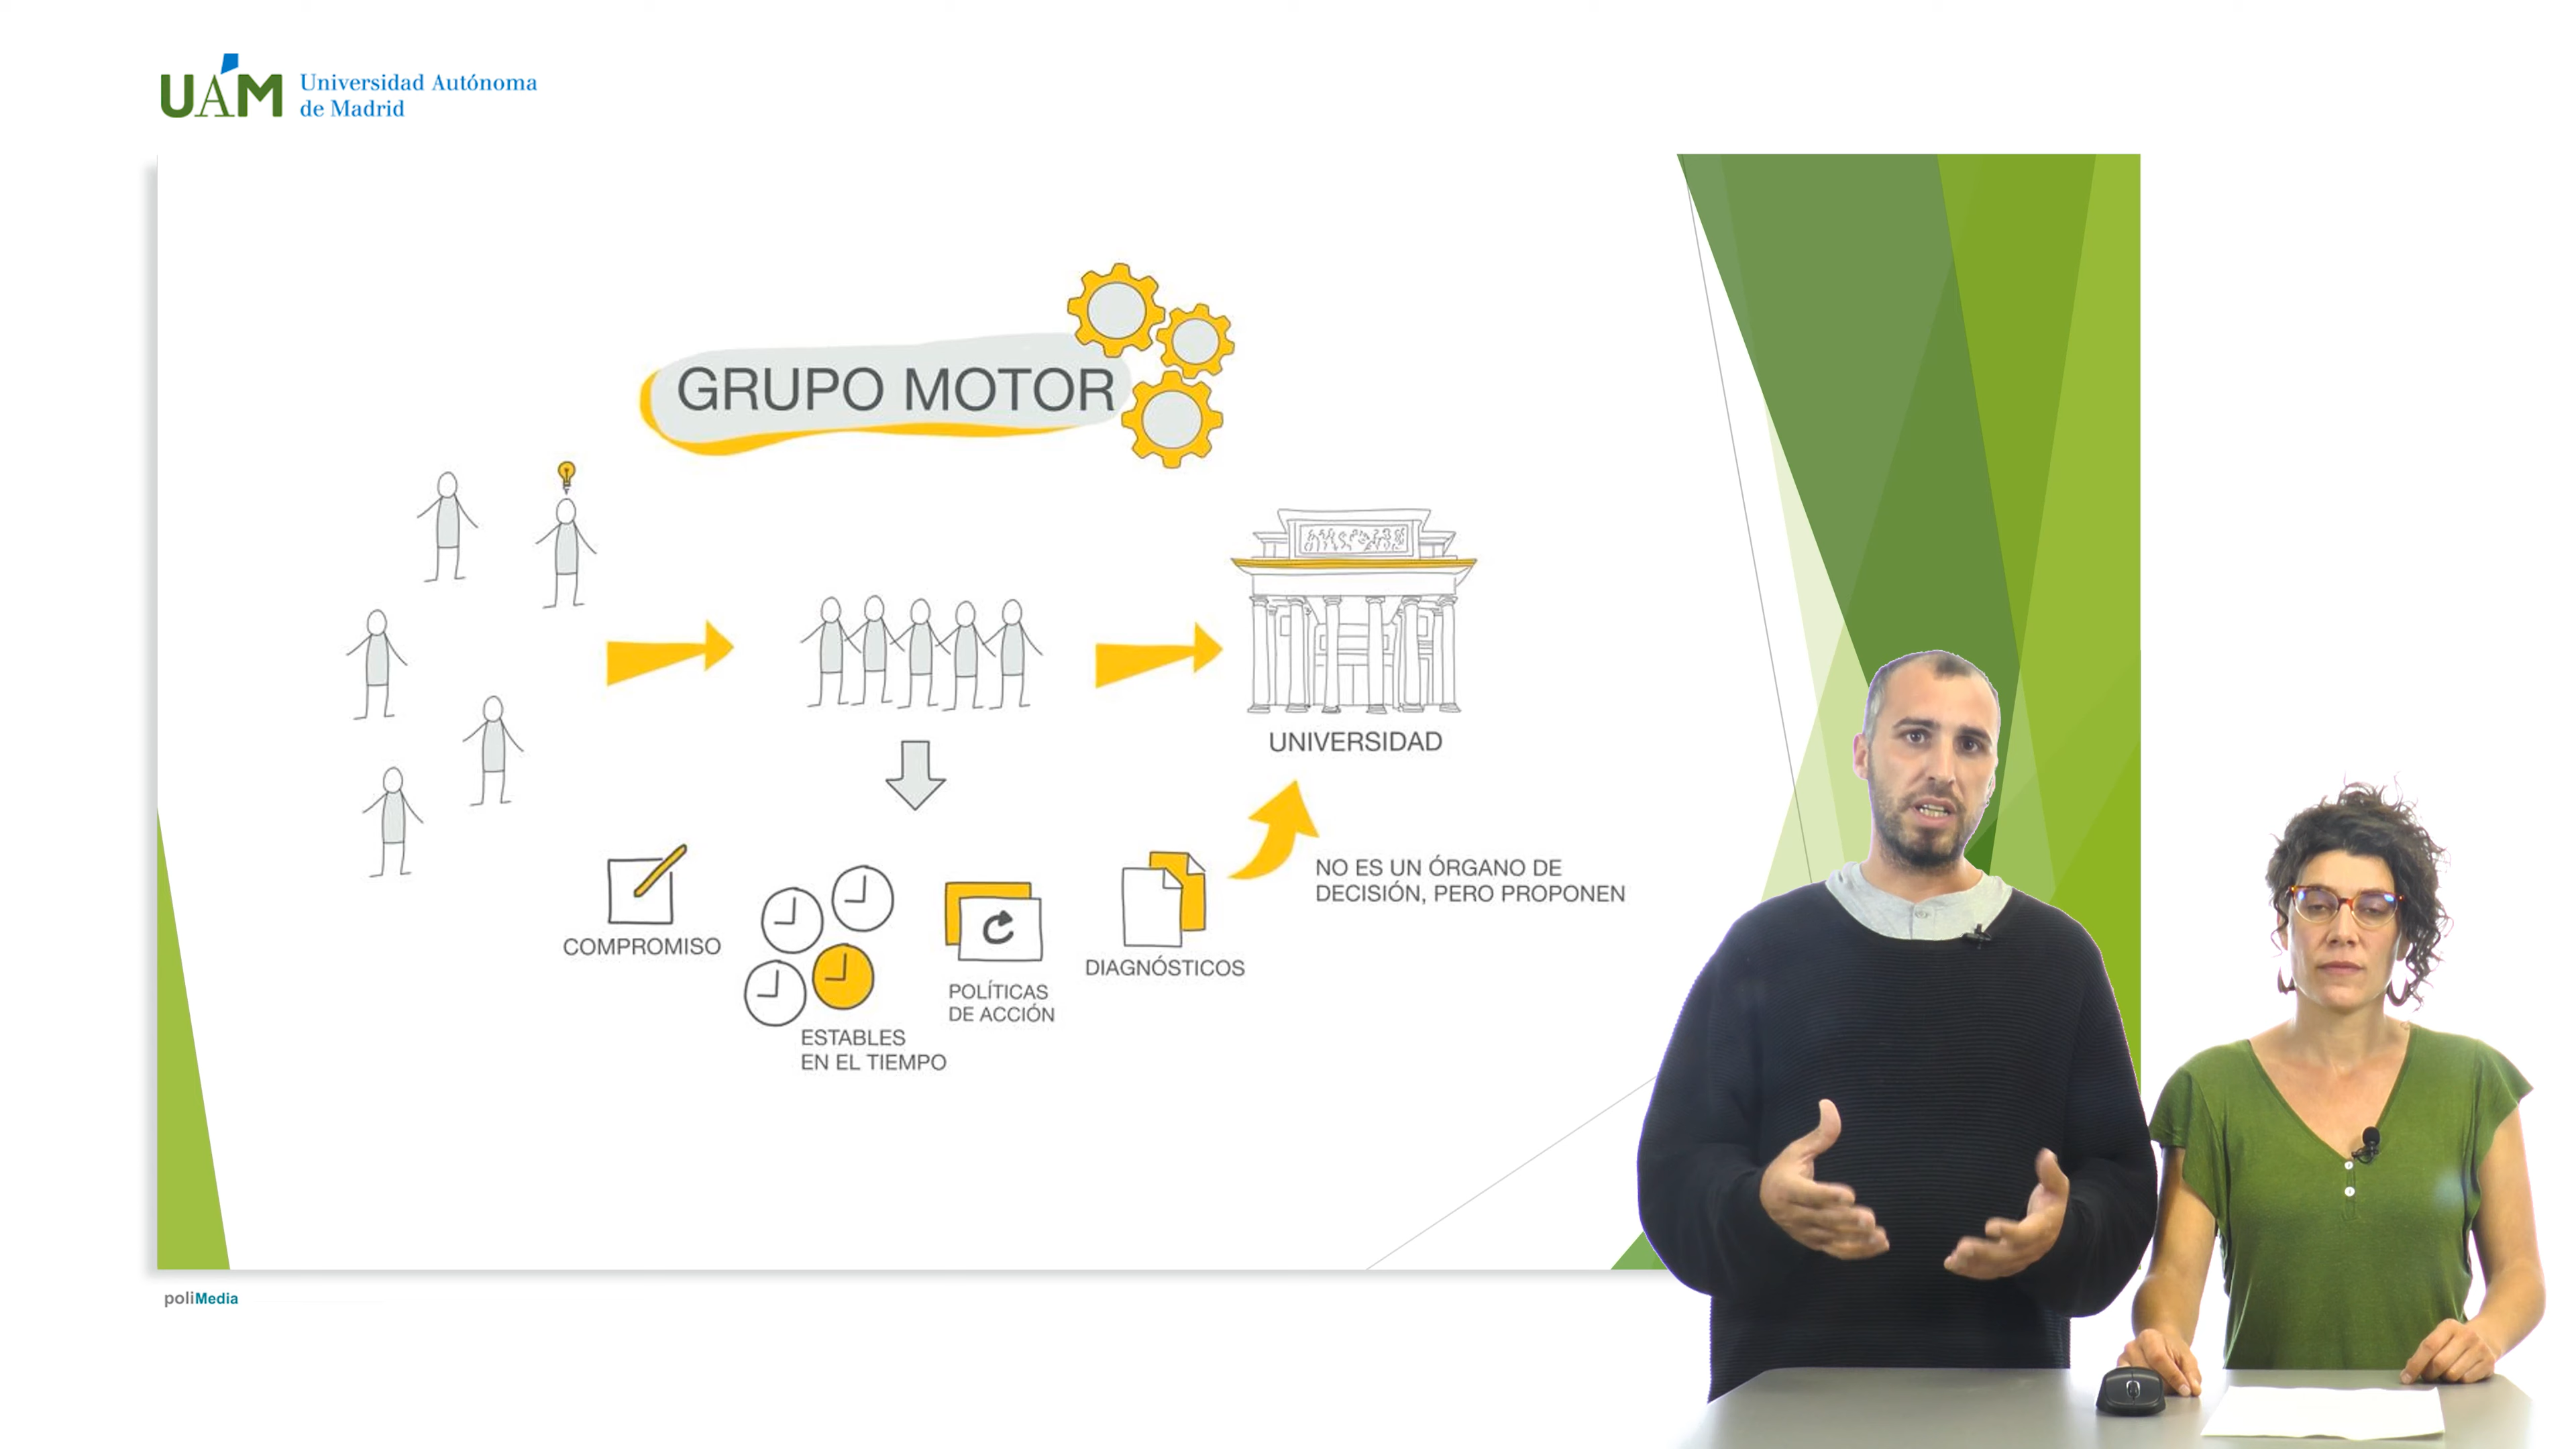 UAM
Universidad Autónoma
de Madrid
GRUPO MOTOR
UNIVERSIDAD
NO ES UN ÓRGANO DE
DECISIÓN, PERO PROPONEN
COMPROMISO
ESTABLES
EN EL TIEMPO
POLÍTICAS
DE ACCIÓN
DIAGNÓSTICOS
poliMedia